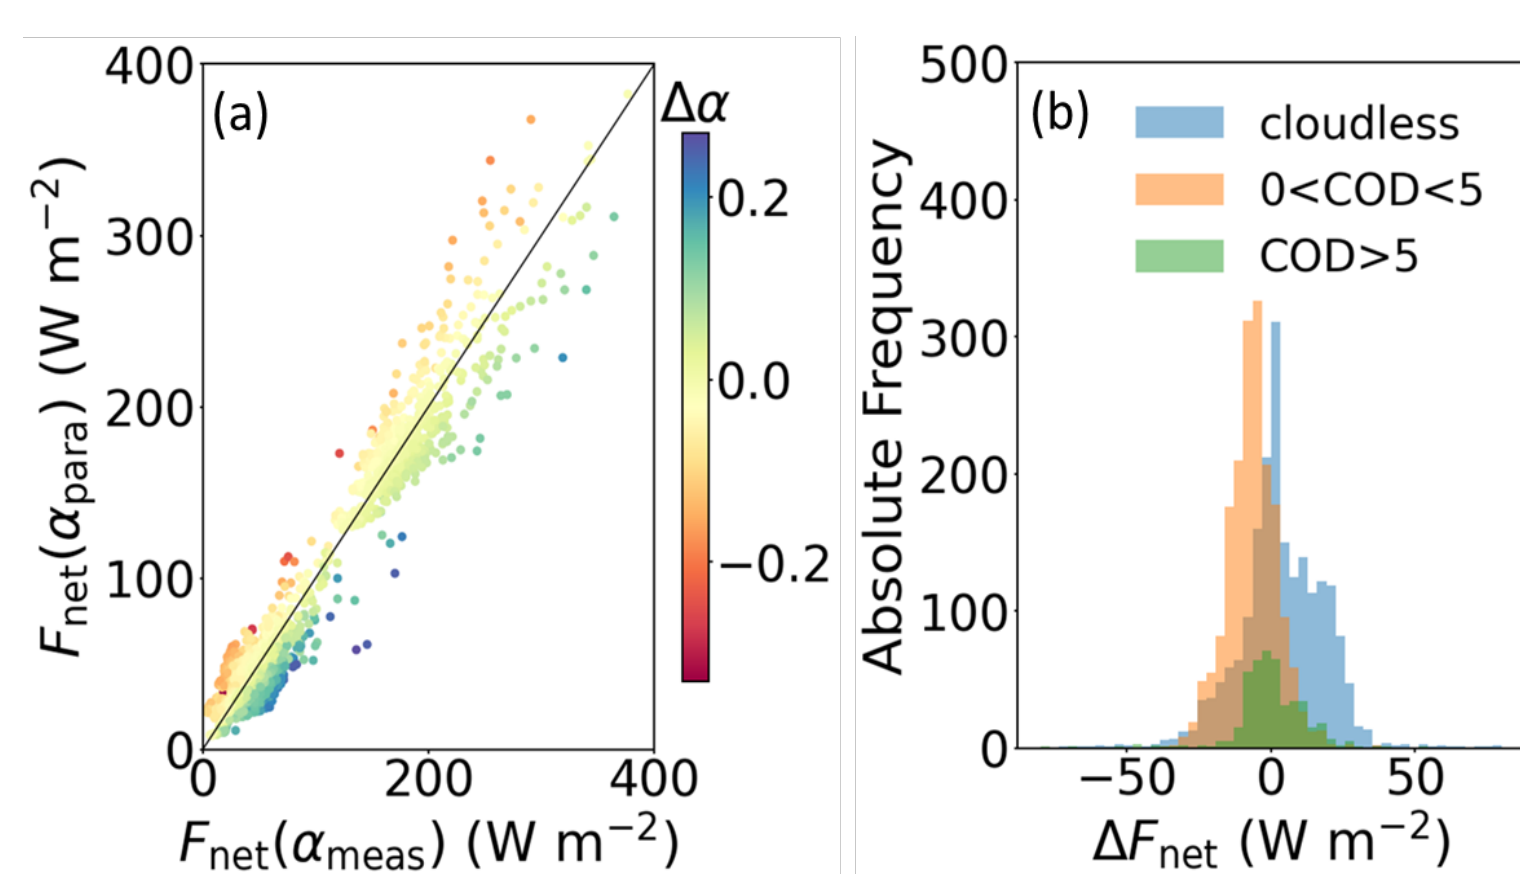 (a)
400
300
200
100
0
0 200 400
F_net(α_para) (W m⁻²)
F_net(α_meas) (W m⁻²)
Δα
0.2
0.0
−0.2
(b)
500
400
300
200
100
0
−50 0 50
Absolute Frequency
ΔF_net (W m⁻²)
cloudless
0<COD<5
COD>5